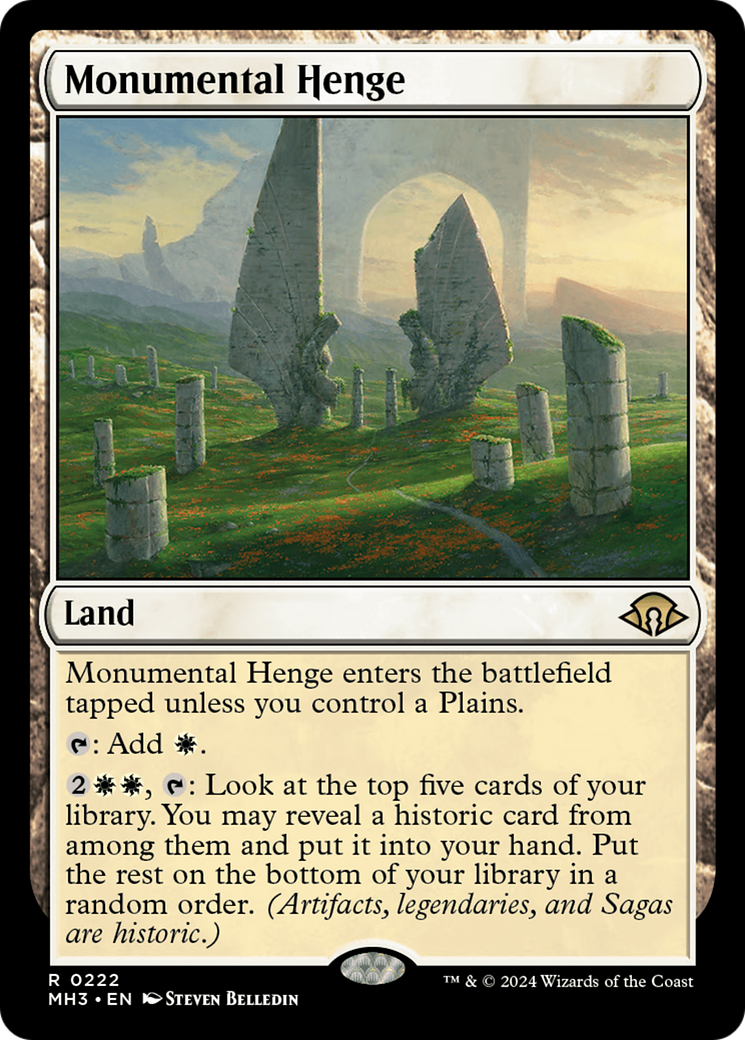 Monumental Henge
Land
Monumental Henge enters the battlefield
tapped unless you control a Plains.
: Add .
2, : Look at the top five cards of your
library. You may reveal a historic card from
among them and put it into your hand. Put
the rest on the bottom of your library in a
random order. (Artifacts, legendaries, and Sagas
are historic.)
R 0222
MH3 • EN Steven Belledin
™ & © 2024 Wizards of the Coast